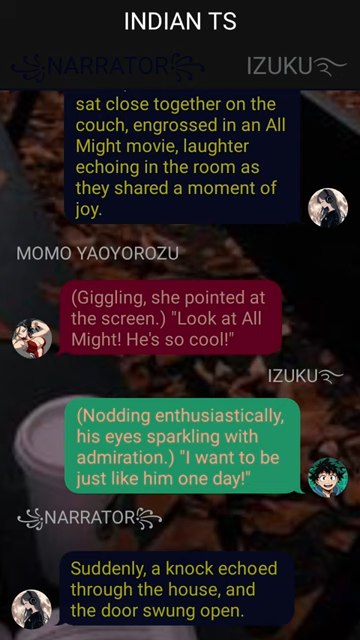 INDIAN TS
꧁NARRATOR꧂
IZUKU࿐
sat close together on the
couch, engrossed in an All
Might movie, laughter
echoing in the room as
they shared a moment of
joy.
MOMO YAOYOROZU
(Giggling, she pointed at
the screen.) "Look at All
Might! He's so cool!"
IZUKU࿐
(Nodding enthusiastically,
his eyes sparkling with
admiration.) "I want to be
just like him one day!"
꧁NARRATOR꧂
Suddenly, a knock echoed
through the house, and
the door swung open.